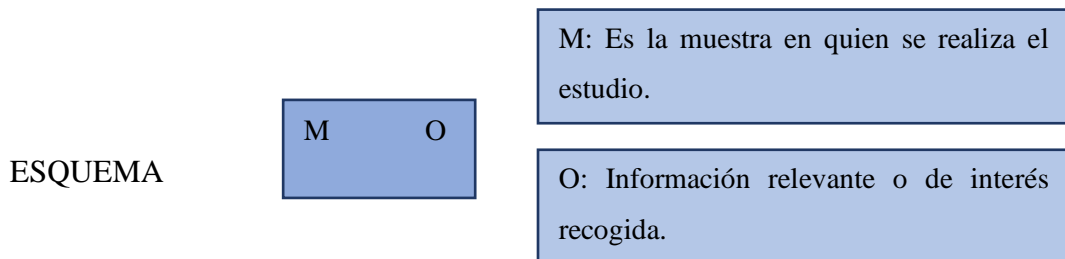 M: Es la muestra en quien se realiza el
estudio.
M O
ESQUEMA
O: Información relevante o de interés
recogida.